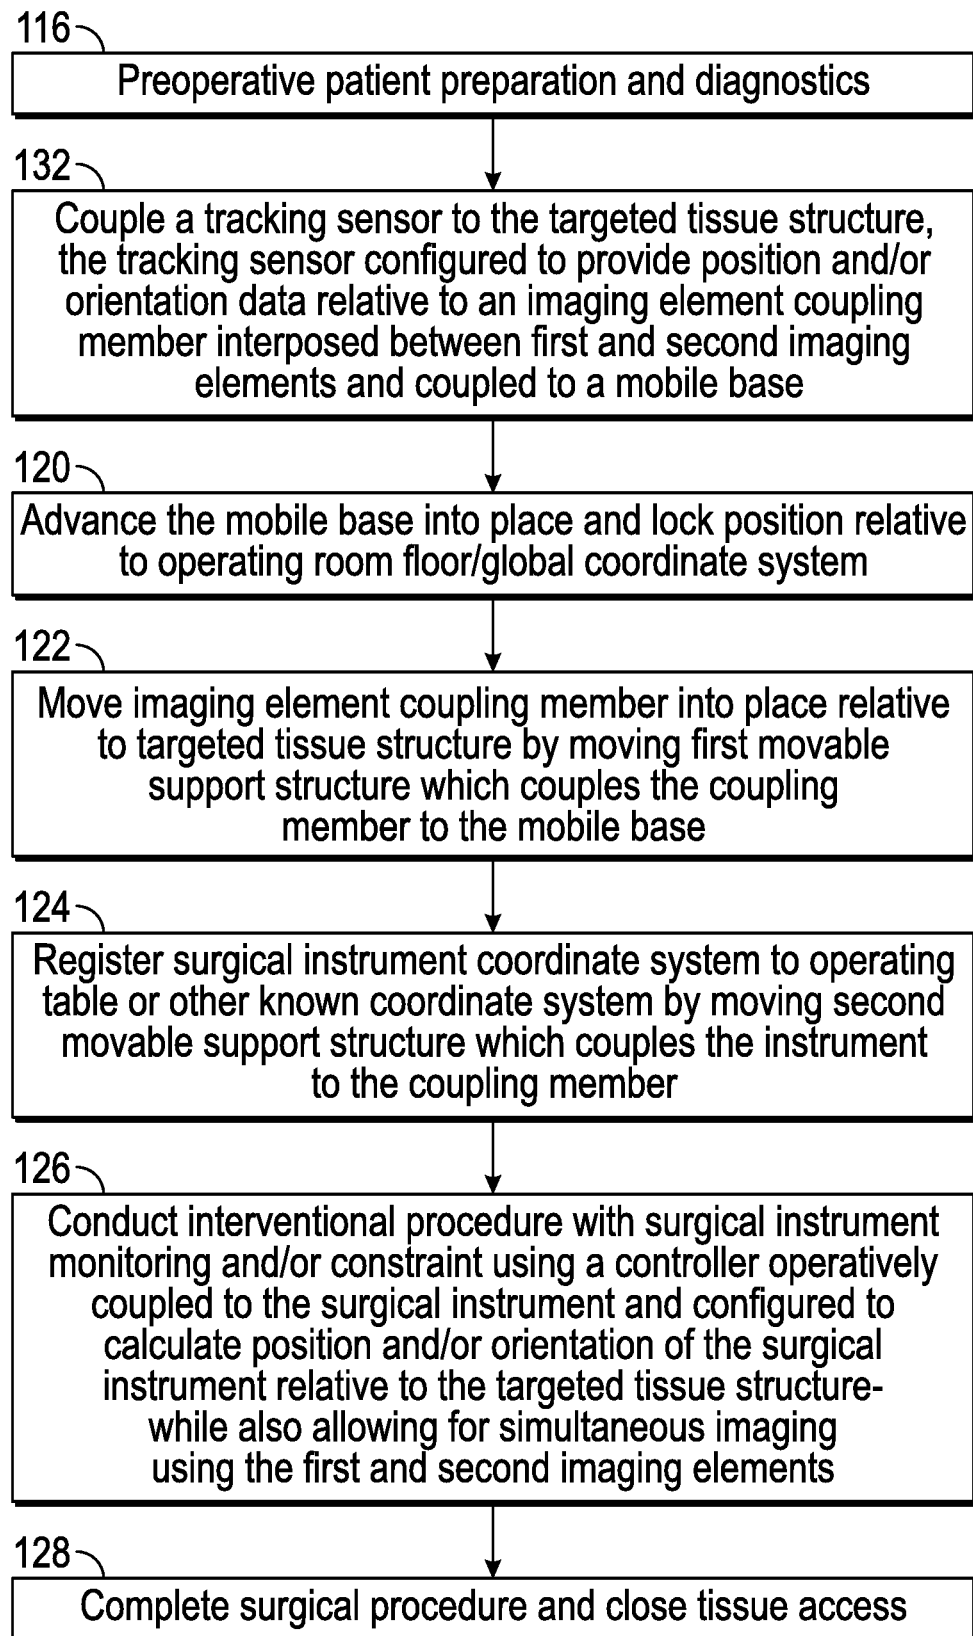 116
Preoperative patient preparation and diagnostics
132
Couple a tracking sensor to the targeted tissue structure,
the tracking sensor configured to provide position and/or
orientation data relative to an imaging element coupling
member interposed between first and second imaging
elements and coupled to a mobile base
120
Advance the mobile base into place and lock position relative
to operating room floor/global coordinate system
122
Move imaging element coupling member into place relative
to targeted tissue structure by moving first movable
support structure which couples the coupling
member to the mobile base
124
Register surgical instrument coordinate system to operating
table or other known coordinate system by moving second
movable support structure which couples the instrument
to the coupling member
126
Conduct interventional procedure with surgical instrument
monitoring and/or constraint using a controller operatively
coupled to the surgical instrument and configured to
calculate position and/or orientation of the surgical
instrument relative to the targeted tissue structure-
while also allowing for simultaneous imaging
using the first and second imaging elements
128
Complete surgical procedure and close tissue access